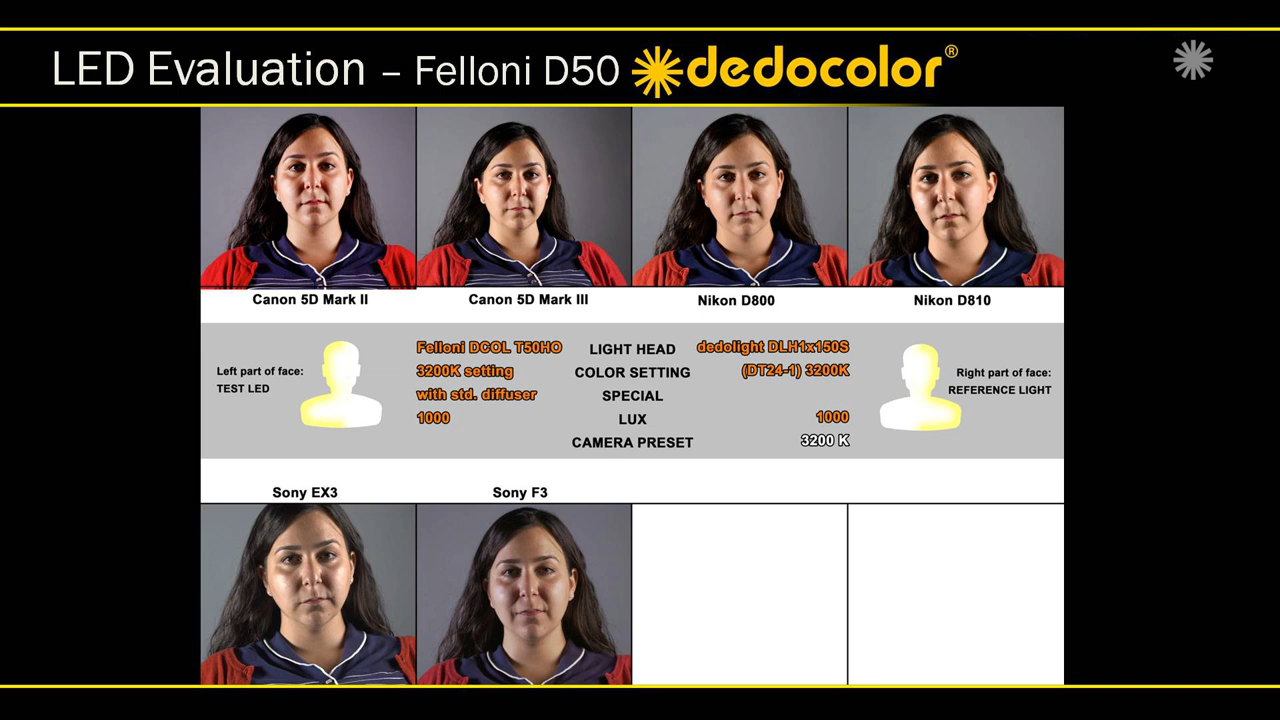 LED Evaluation – Felloni D50 dedocolor®
Canon 5D Mark II
Canon 5D Mark III
Nikon D800
Nikon D810
Left part of face:
TEST LED
Felloni DCOL T50HO
3200K setting
with std. diffuser
1000
LIGHT HEAD
COLOR SETTING
SPECIAL
LUX
CAMERA PRESET
dedolight DLH1x150S
(DT24-1) 3200K
1000
3200 K
Right part of face:
REFERENCE LIGHT
Sony EX3
Sony F3